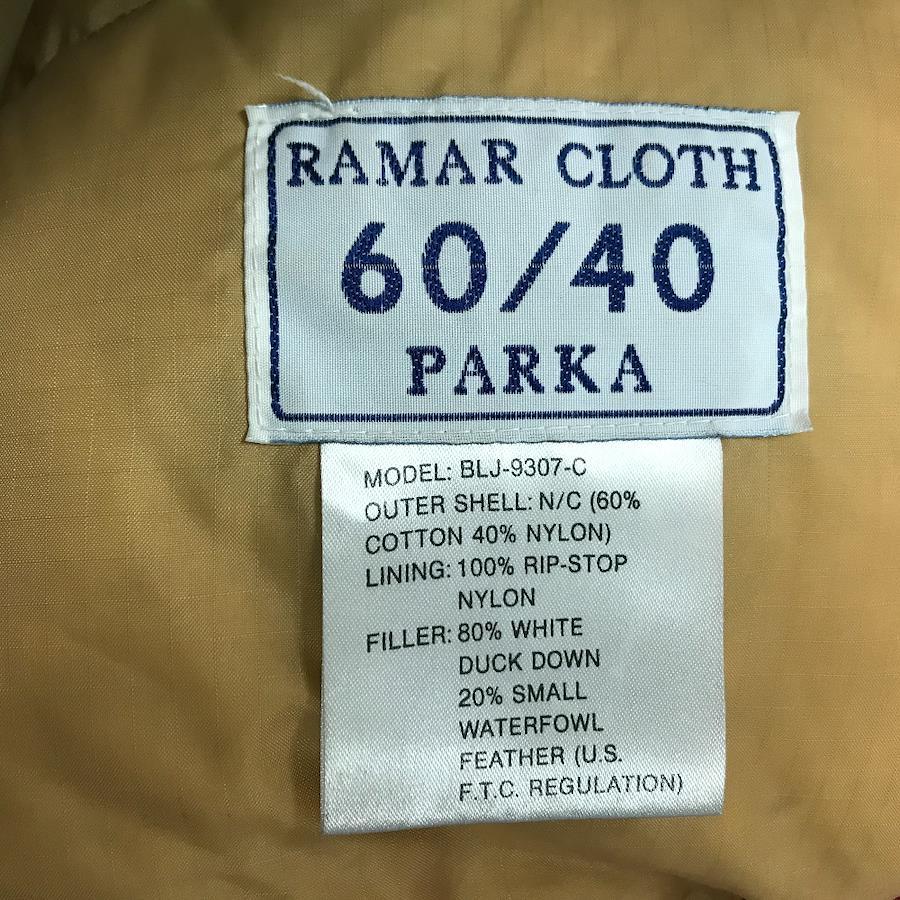 RAMAR CLOTH
60/40
PARKA
MODEL: BLJ-9307-C
OUTER SHELL: N/C (60%
COTTON 40% NYLON)
LINING: 100% RIP-STOP
NYLON
FILLER: 80% WHITE
DUCK DOWN
20% SMALL
WATERFOWL
FEATHER (U.S.
F.T.C. REGULATION)